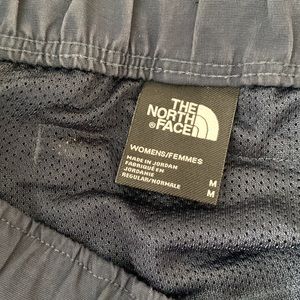 THE
NORTH
®FACE
WOMENS/FEMMES
MADE IN JORDAN
FABRIQUÉ EN
JORDANIE
REGULAR/NORMALE
M
M